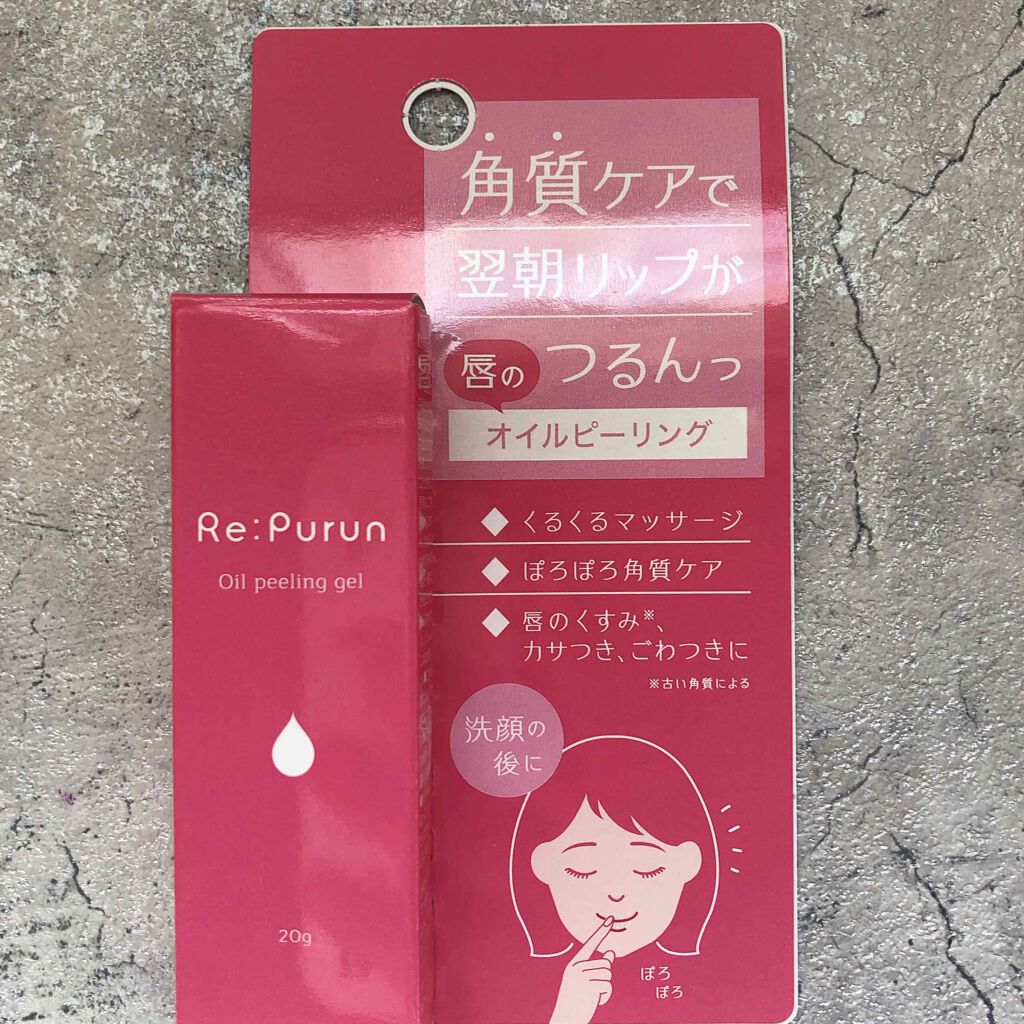 角質ケアで
翌朝リップが
唇の つるんっ
オイルピーリング
◆ くるくるマッサージ
◆ ぽろぽろ角質ケア
◆ 唇のくすみ※、
カサつき、ごわつきに
※古い角質による
洗顔の
後に
ぽろ
ぽろ
Re:Purun
Oil peeling gel
20g